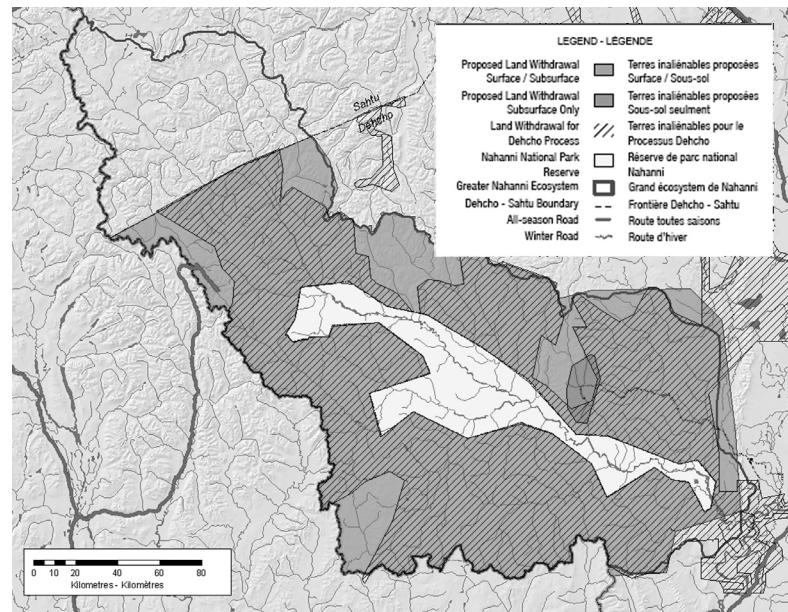 LEGEND - LÉGENDE
Proposed Land Withdrawal Terres inaliénables proposées
Surface / Subsurface Surface / Sous-sol
Proposed Land Withdrawal Terres inaliénables proposées
Subsurface Only Sous-sol seulment
Land Withdrawal for Terres inaliénables pour le
Dehcho Process Processus Dehcho
Nahanni National Park Réserve de parc national
Reserve Nahanni
Greater Nahanni Ecosystem Grand écosystem de Nahanni
Dehcho - Sahtu Boundary Frontière Dehcho - Sahtu
All-season Road Route toutes saisons
Winter Road Route d'hiver
Sahtu
Dehcho
0 10 20 40 60 80
Kilometres - Kilomètres